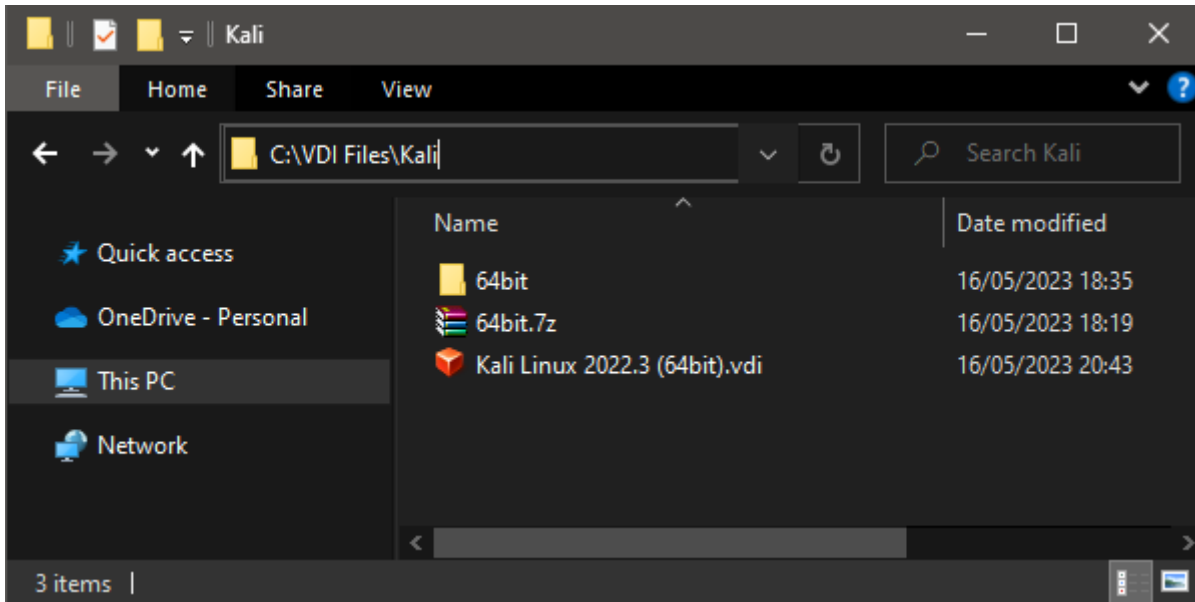 Kali
File Home Share View
C:\VDI Files\Kali
Search Kali
Quick access
OneDrive - Personal
This PC
Network
Name Date modified
64bit 16/05/2023 18:35
64bit.7z 16/05/2023 18:19
Kali Linux 2022.3 (64bit).vdi 16/05/2023 20:43
3 items